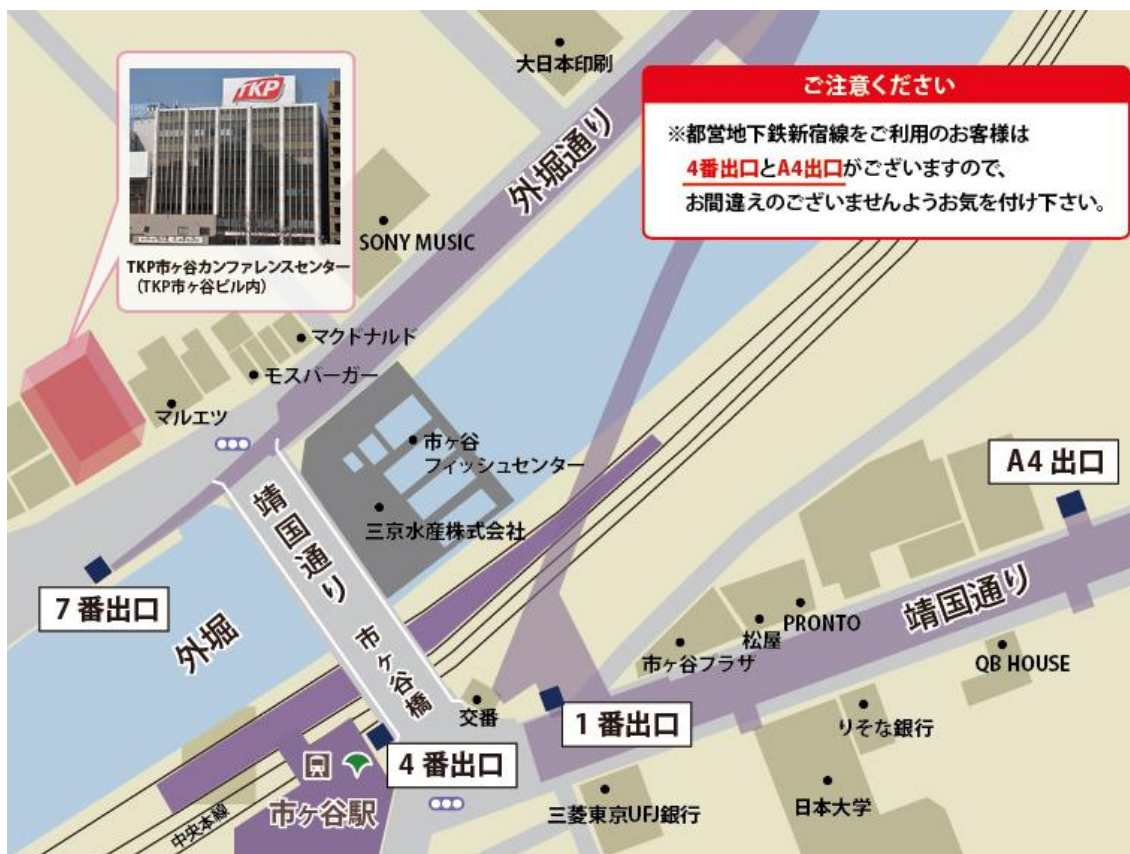 大日本印刷
TKP
ご注意ください
※都営地下鉄新宿線をご利用のお客様は
4番出口とA4出口がございますので、
お間違えのございませんようお気を付け下さい。
外堀通り
SONY MUSIC
TKP市ヶ谷カンファレンスセンター
(TKP市ヶ谷ビル内)
マクドナルド
モスバーガー
マルエツ
市ヶ谷
フィッシュセンター
A4 出口
三京水産株式会社
靖国通り
7 番出口
外堀
市ヶ谷橋
靖国通り
PRONTO
松屋
市ヶ谷プラザ
QB HOUSE
交番
1 番出口
りそな銀行
4 番出口
市ケ谷駅
中央本線
三菱東京UFJ銀行
日本大学